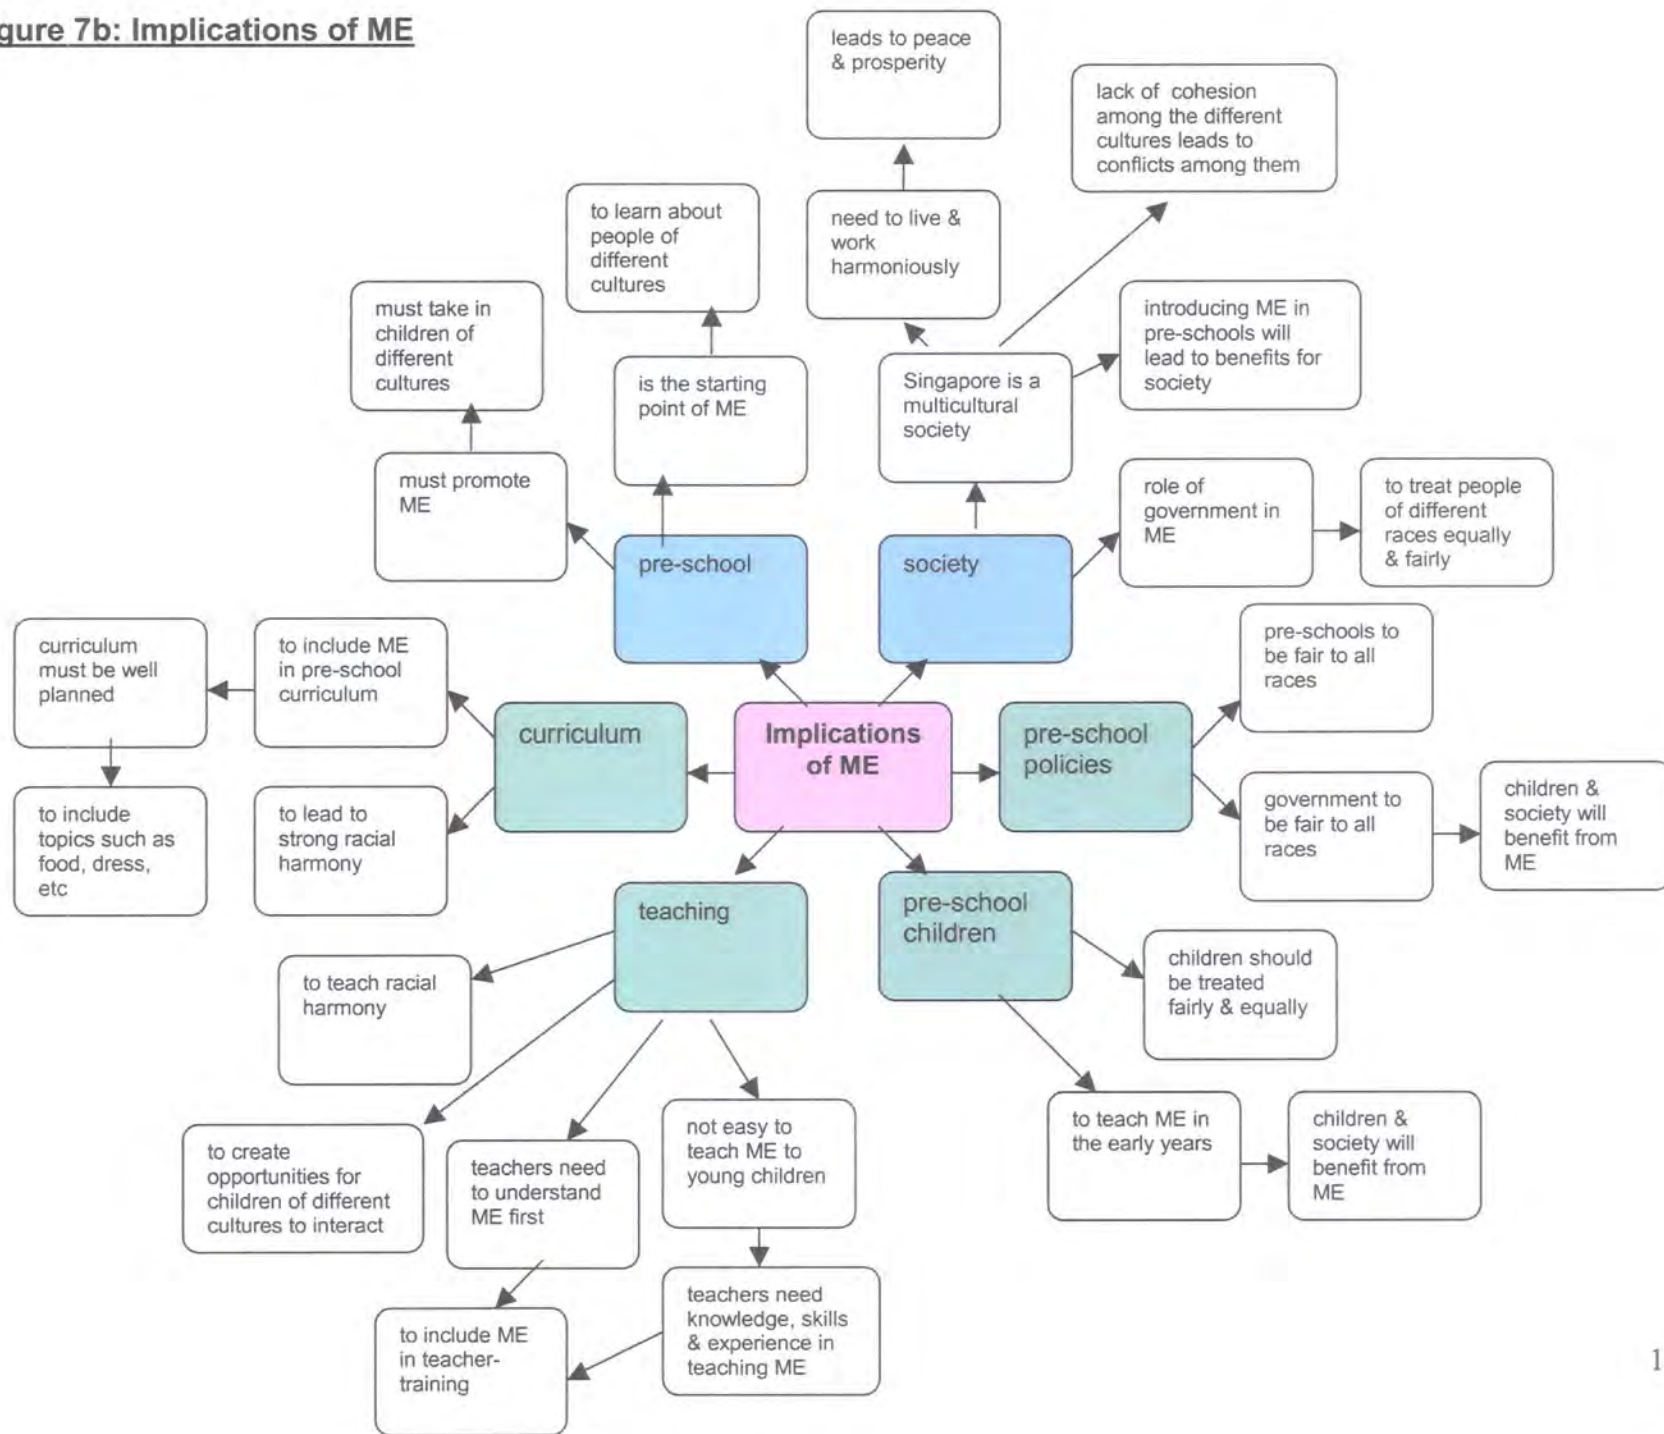 gure 7b: Implications of ME
leads to peace
& prosperity
lack of cohesion
among the different
cultures leads to
conflicts among them
to learn about
people of
different
cultures
need to live &
work
harmoniously
must take in
children of
different
cultures
introducing ME in
pre-schools will
lead to benefits for
society
is the starting
point of ME
Singapore is a
multicultural
society
must promote
ME
role of
government in
ME
to treat people
of different
races equally
& fairly
pre-school
society
curriculum
must be well
planned
to include ME
in pre-school
curriculum
pre-schools to
be fair to all
races
curriculum
Implications
of ME
pre-school
policies
to include
topics such as
food, dress,
etc
to lead to
strong racial
harmony
government to
be fair to all
races
children &
society will
benefit from
ME
teaching
pre-school
children
to teach racial
harmony
children should
be treated
fairly & equally
to create
opportunities for
children of different
cultures to interact
teachers need
to understand
ME first
not easy to
teach ME to
young children
to teach ME in
the early years
children &
society will
benefit from
ME
to include ME
in teacher-
training
teachers need
knowledge, skills
& experience in
teaching ME
1